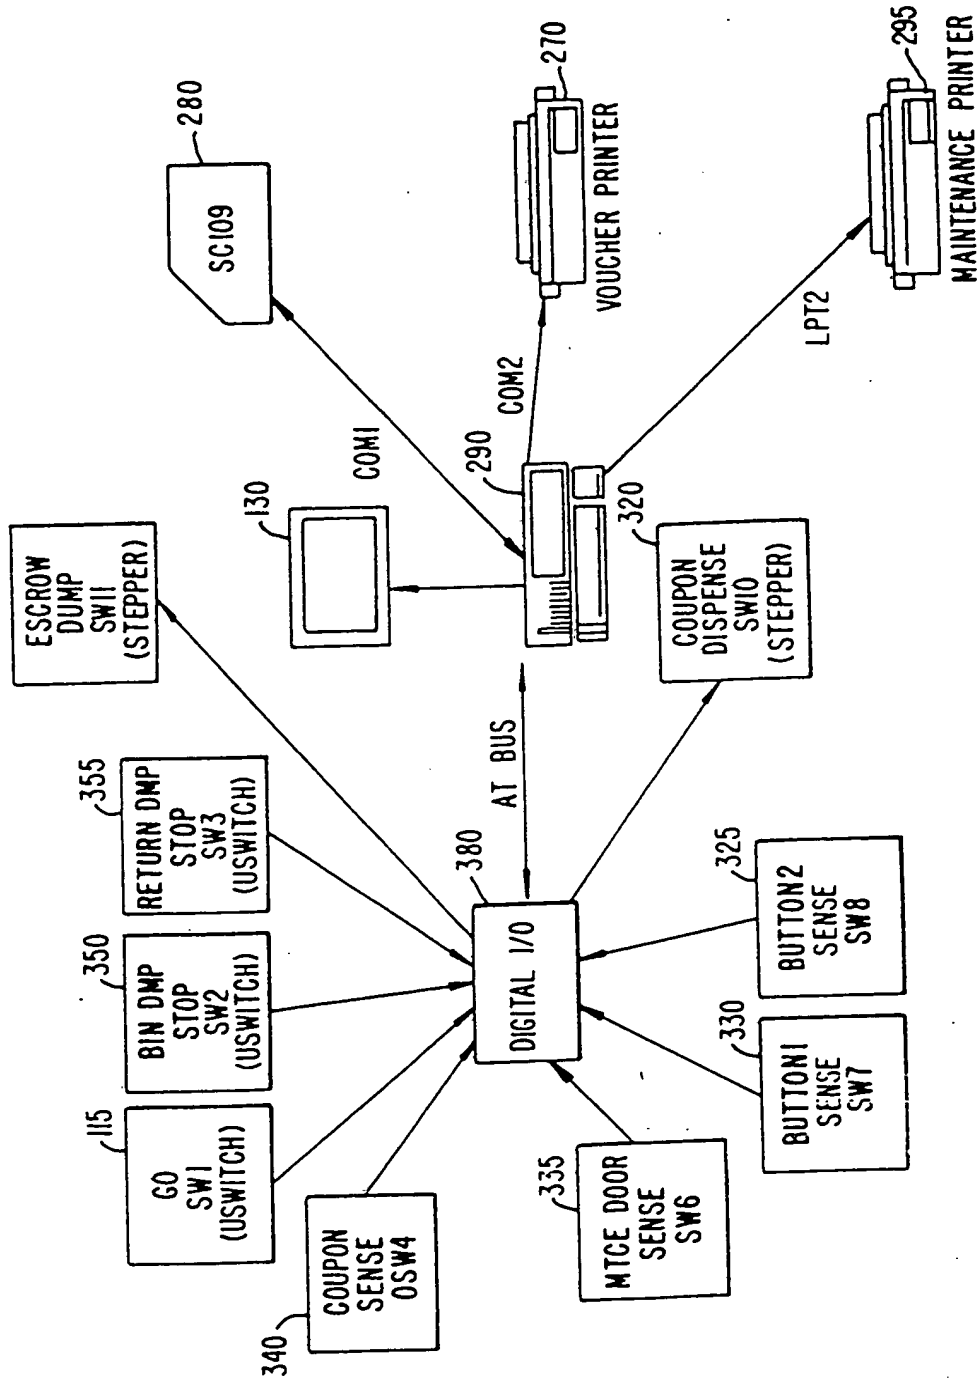 340
COUPON
SENSE
OSW4
115
GO
SW1
(USWITCH)
350
BIN DMP
STOP
SW2
(USWITCH)
355
RETURN DMP
STOP
SW3
(USWITCH)
ESCROW
DUMP
SW11
(STEPPER)
335
MTCE DOOR
SENSE
SW6
380
DIGITAL I/O
AT BUS
130
COM1
280
SC109
330
BUTTON1
SENSE
SW7
325
BUTTON2
SENSE
SW8
320
COUPON
DISPENSE
SW10
(STEPPER)
290
COM2
270
VOUCHER PRINTER
LPT2
295
MAINTENANCE PRINTER